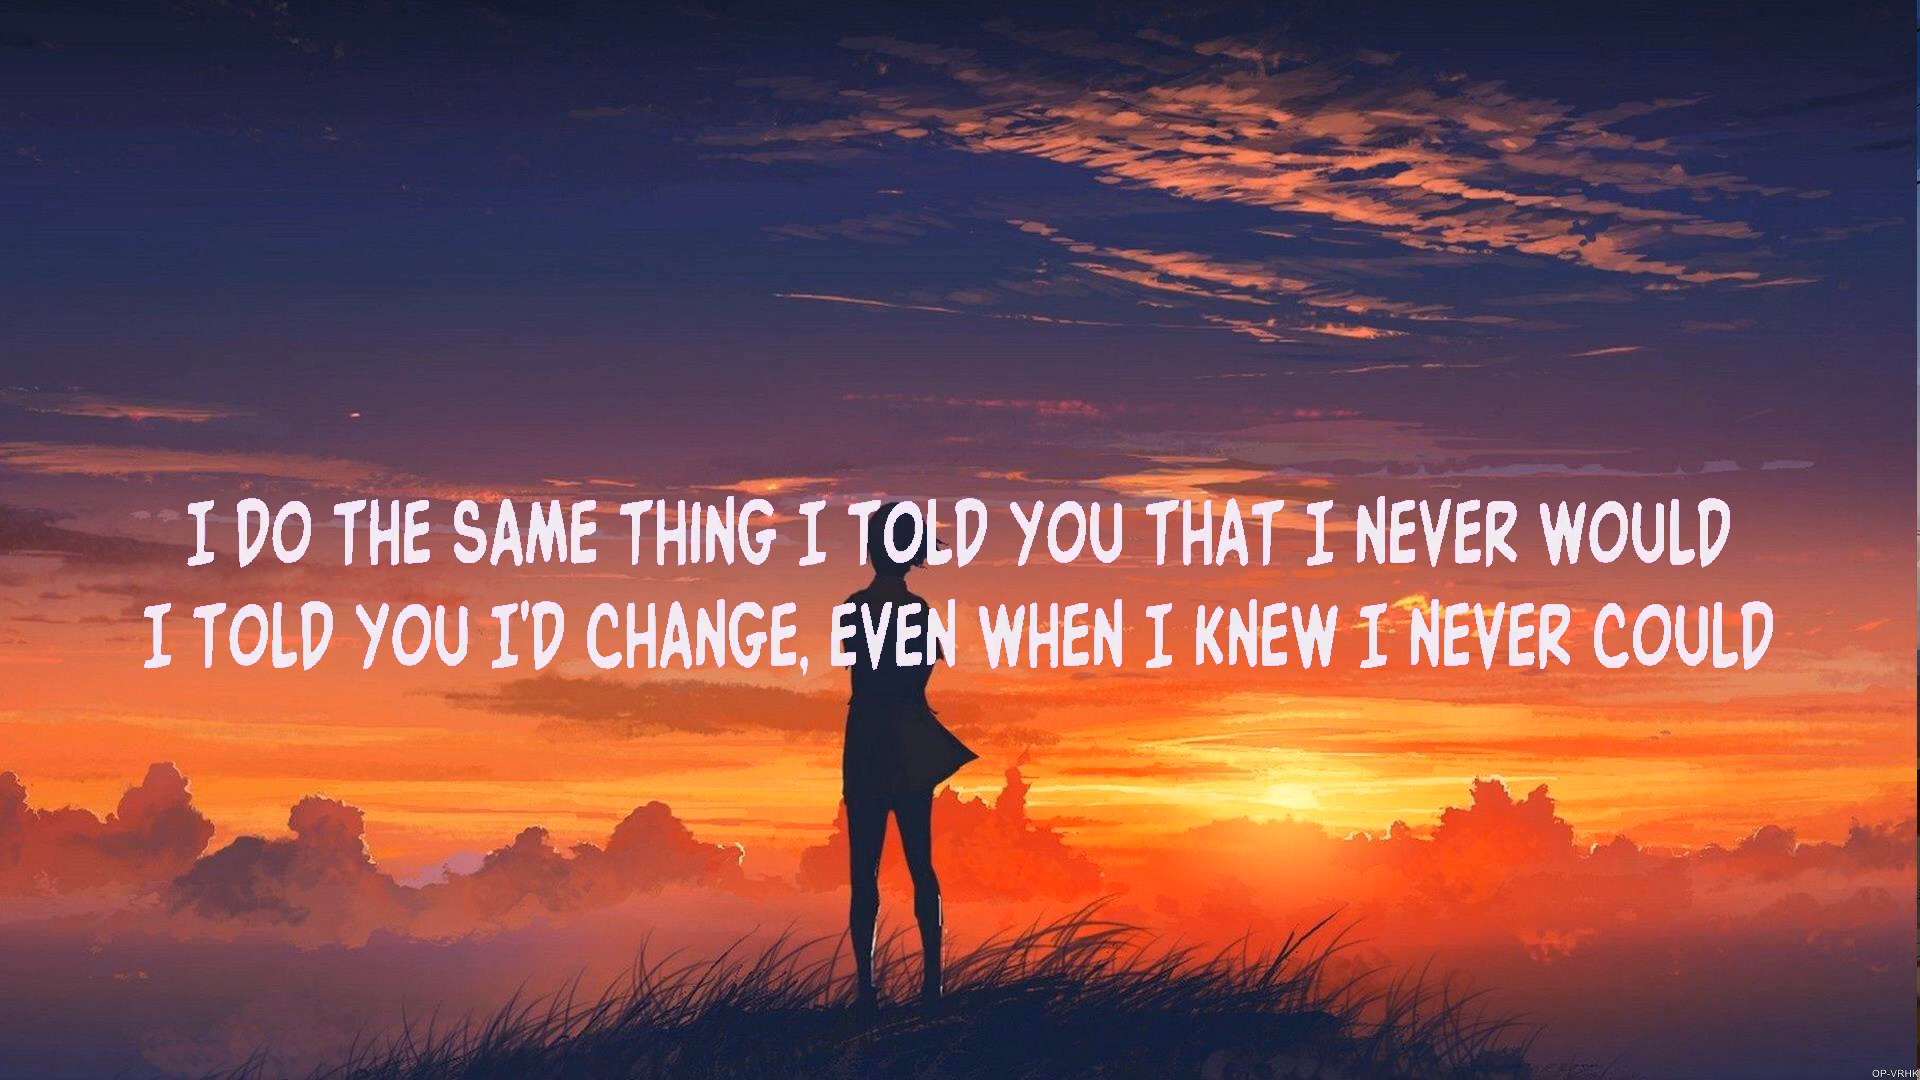 I DO THE SAME THING I TOLD YOU THAT I NEVER WOULD
I TOLD YOU I'D CHANGE, EVEN WHEN I KNEW I NEVER COULD
OP-VRHK